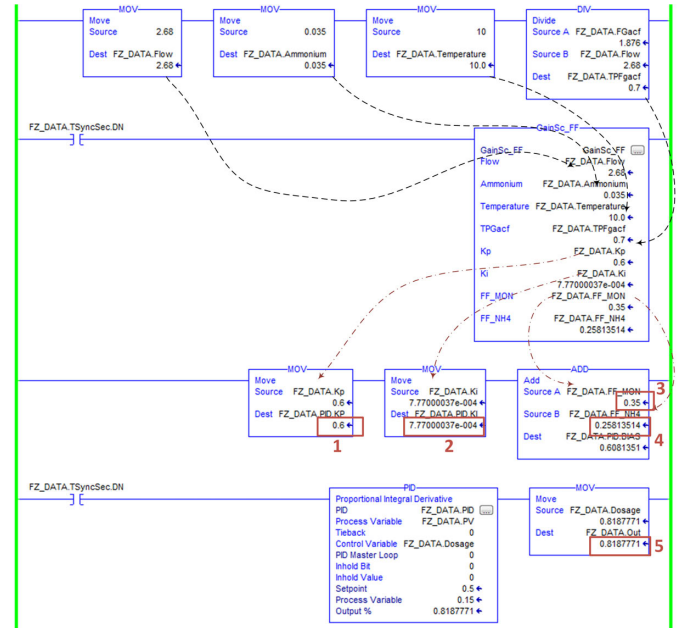 MOV
Move
Source 2.68
Dest FZ_DATA.Flow
2.68
MOV
Move
Source 0.035
Dest FZ_DATA.Ammonium
0.035
MOV
Move
Source 10
Dest FZ_DATA.Temperature
10.0
DIV
Divide
Source A FZ_DATA.FGacf
1.876
Source B FZ_DATA.Flow
2.68
Dest FZ_DATA.TPFgacf
0.7
FZ_DATA.TSyncSec.DN
GainSc_FF
GainSc_FF GainSc_FF ...
Flow FZ_DATA.Flow
2.68
Ammonium FZ_DATA.Ammonium
0.035
Temperature FZ_DATA.Temperature
10.0
TPGacf FZ_DATA.TPFgacf
0.7
Kp FZ_DATA.Kp
0.6
Ki FZ_DATA.Ki
7.77000037e-004
FF_MON FZ_DATA.FF_MON
0.35
FF_NH4 FZ_DATA.FF_NH4
0.25813514
MOV
Move
Source FZ_DATA.Kp
0.6
Dest FZ_DATA.PID.KP
0.6
1
MOV
Move
Source FZ_DATA.Ki
7.77000037e-004
Dest FZ_DATA.PID.KI
7.77000037e-004
2
ADD
Add
Source A FZ_DATA.FF_MON
0.35
3
Source B FZ_DATA.FF_NH4
0.25813514
4
Dest FZ_DATA.PID.BIAS
0.6081351
FZ_DATA.TSyncSec.DN
PID
Proportional Integral Derivative
PID FZ_DATA.PID ...
Process Variable FZ_DATA.PV
Tieback 0
Control Variable FZ_DATA.Dosage
PID Master Loop 0
Inhold Bit 0
Inhold Value 0
Setpoint 0.5
Process Variable 0.15
Output % 0.8187771
MOV
Move
Source FZ_DATA.Dosage
0.8187771
Dest FZ_DATA.Out
0.8187771
5